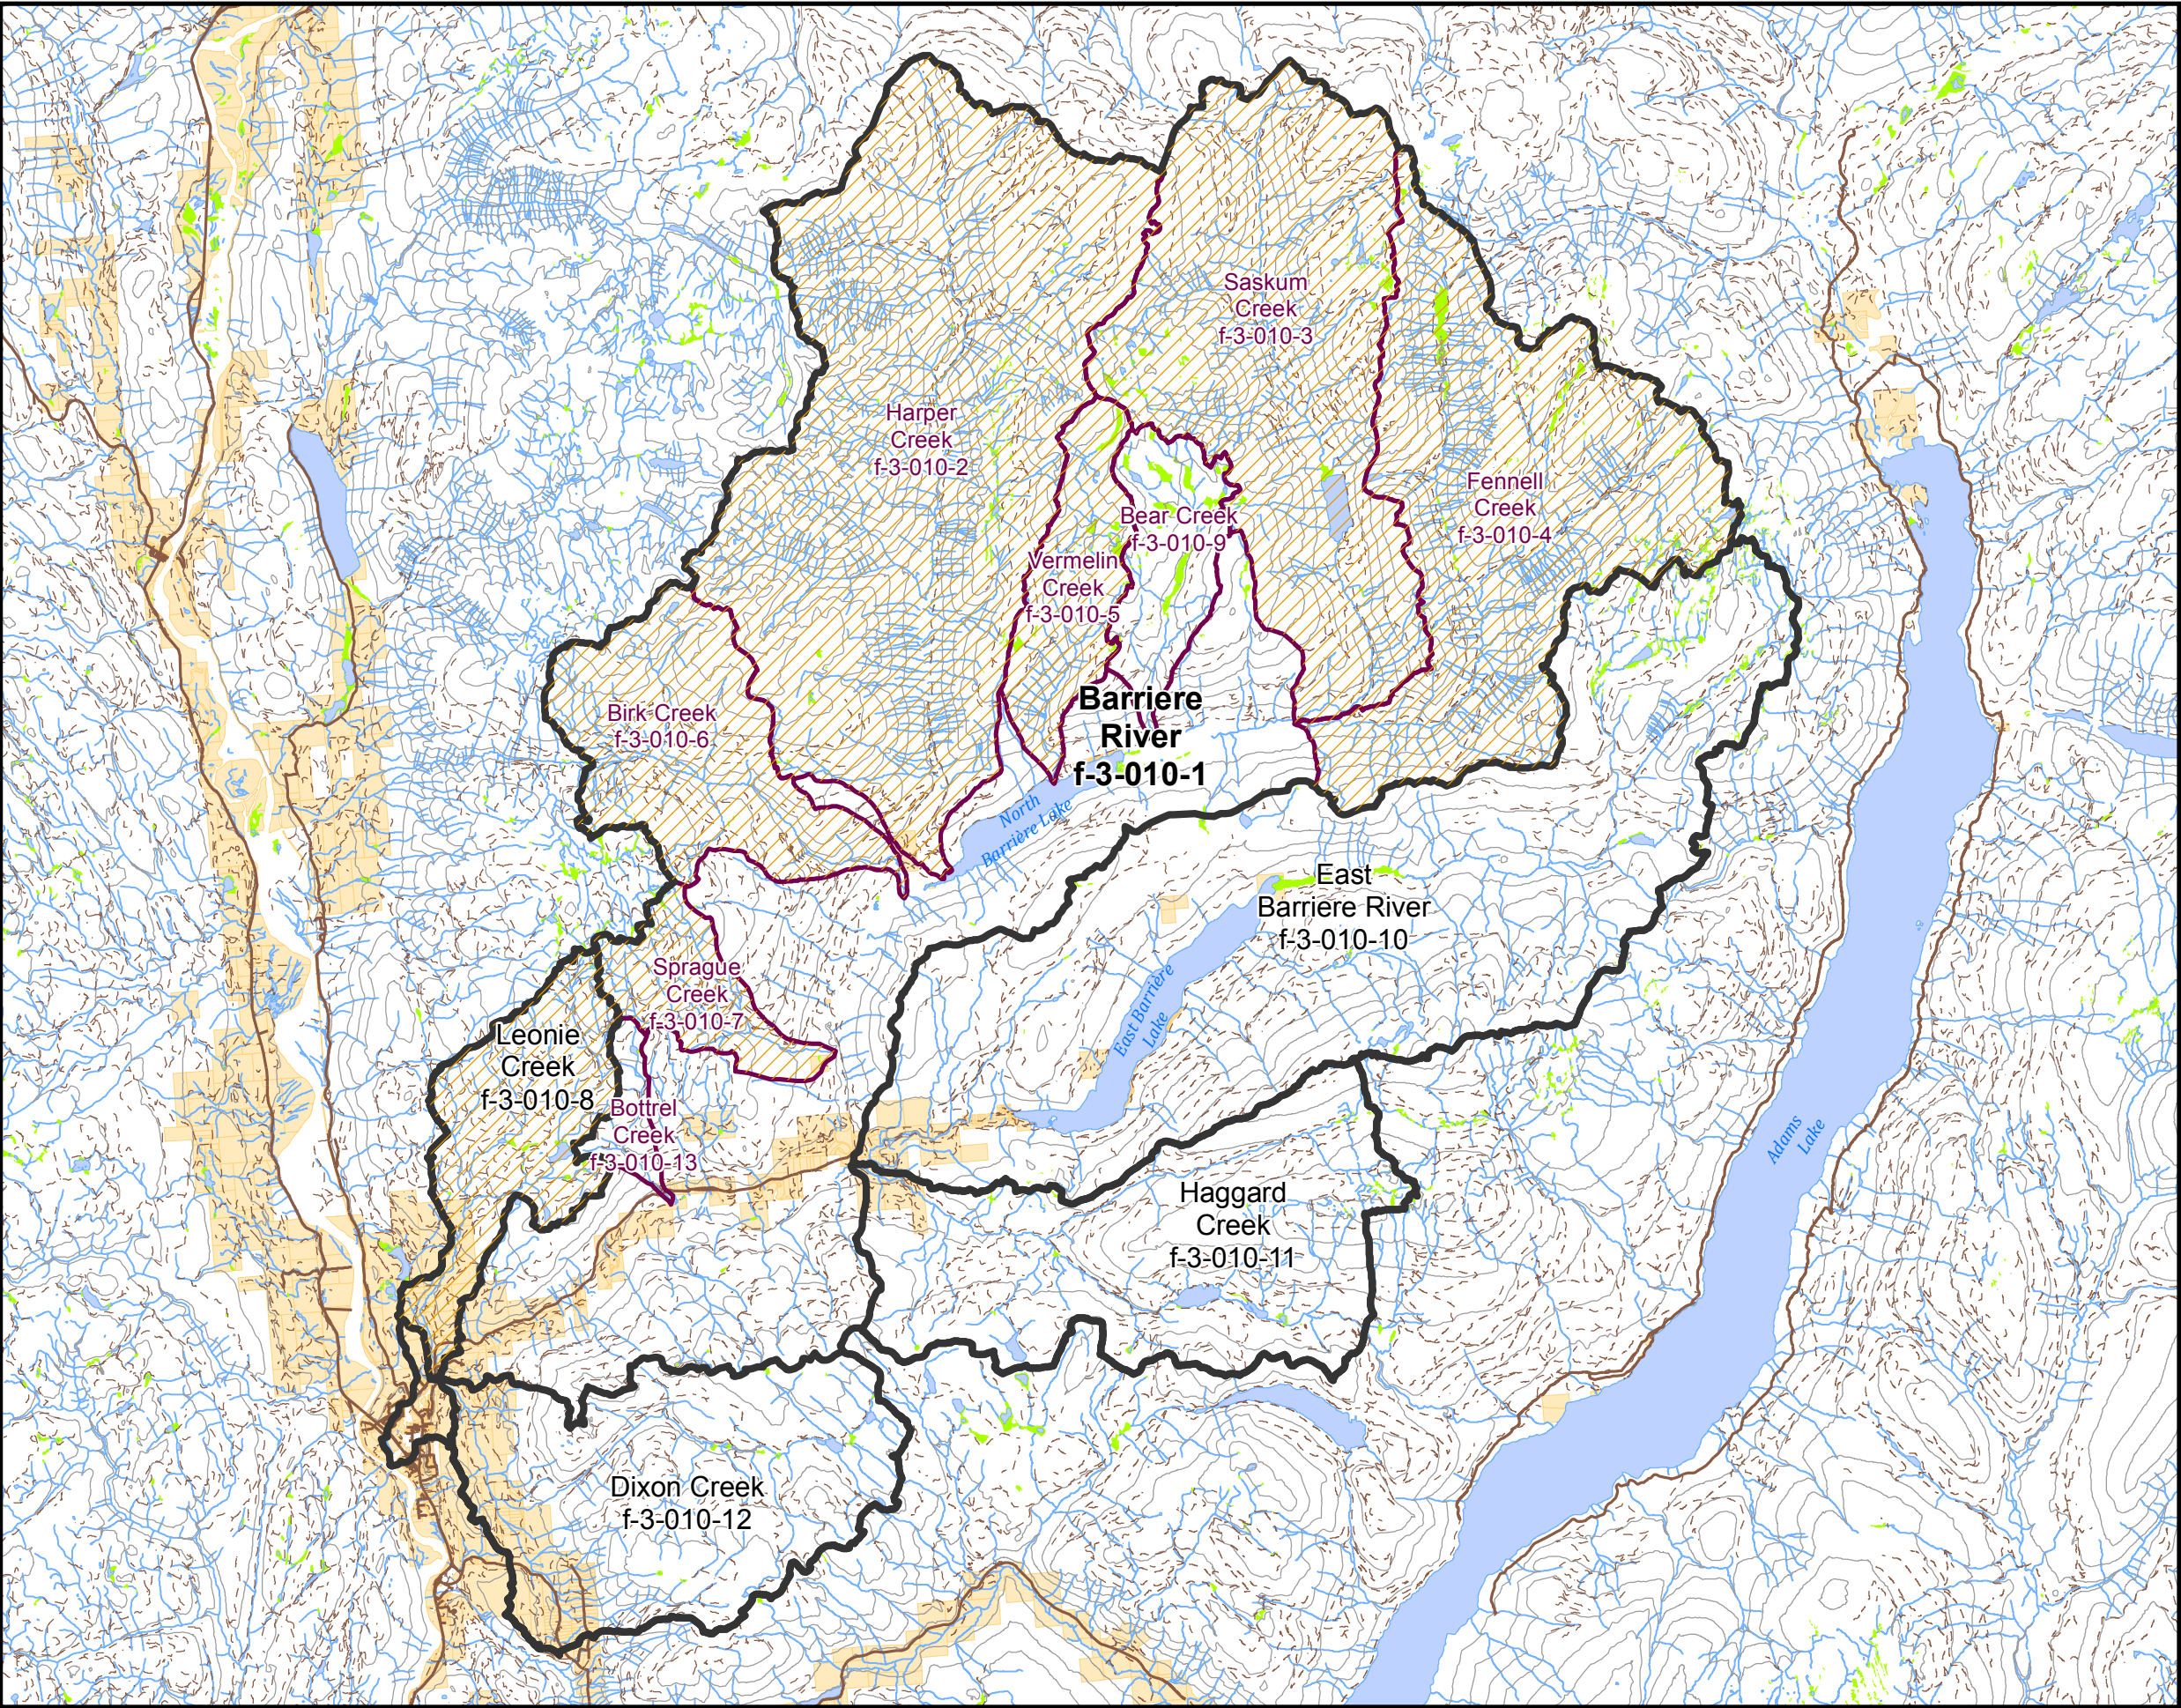 Saskum
Creek
f-3-010-3
Harper
Creek
f-3-010-2
Fennell
Creek
f-3-010-4
Bear Creek
f-3-010-9
Vermelin
Creek
f-3-010-5
Birk Creek
f-3-010-6
Barriere
River
f-3-010-1
North
Barrière Lake
East
Barriere River
f-3-010-10
Sprague
Creek
f-3-010-7
East Barrière
Lake
Leonie
Creek
f-3-010-8
Bottrel
Creek
f-3-010-13
Adams
Lake
Haggard
Creek
f-3-010-11
Dixon Creek
f-3-010-12